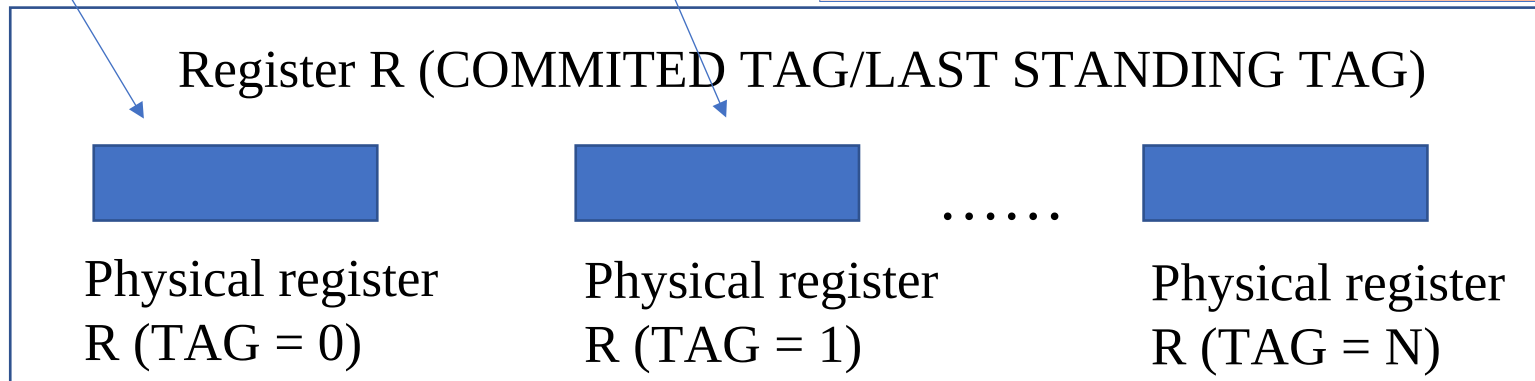 Register R (COMMITED TAG/LAST STANDING TAG)
……
Physical register
R (TAG = 0)
Physical register
R (TAG = 1)
Physical register
R (TAG = N)